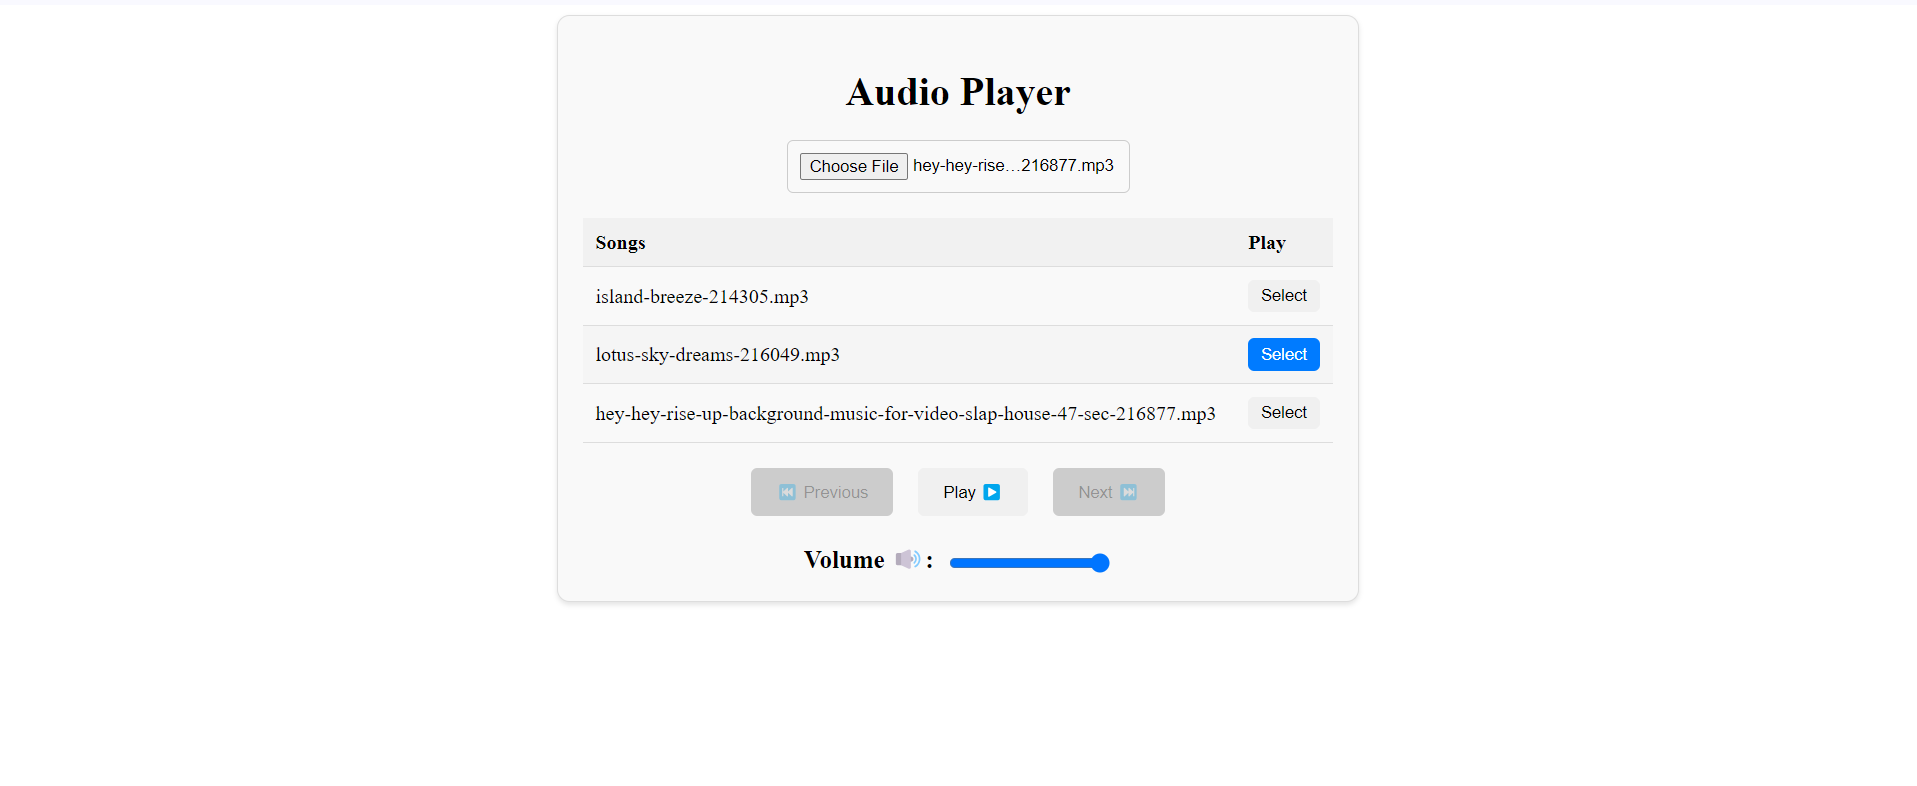 Audio Player
Choose File hey-hey-rise...216877.mp3
Songs Play
island-breeze-214305.mp3 Select
lotus-sky-dreams-216049.mp3 Select
hey-hey-rise-up-background-music-for-video-slap-house-47-sec-216877.mp3 Select
⏮️ Previous Play ▶️ Next ⏭️
Volume 🔊: